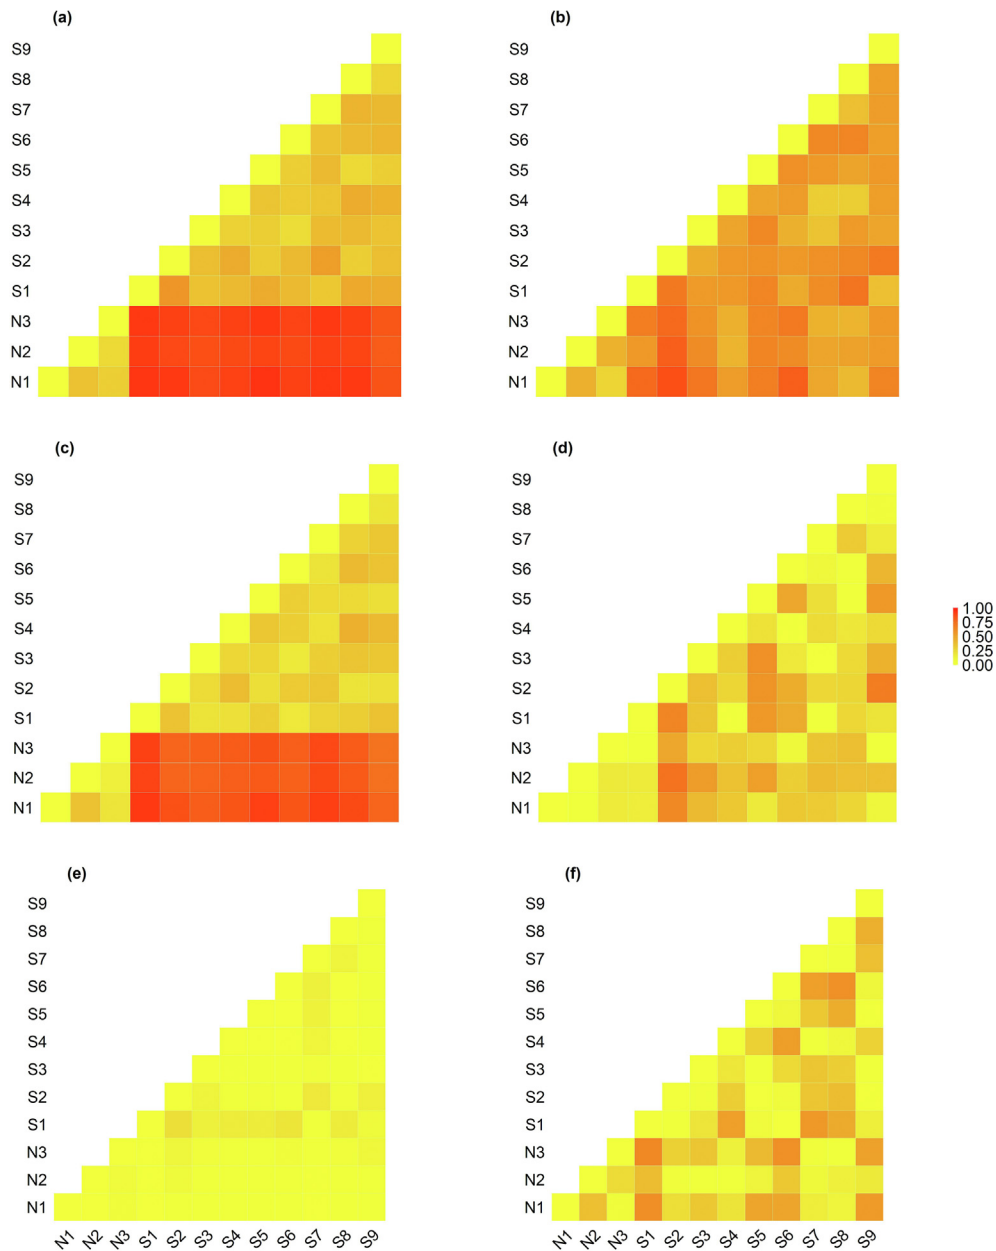 (a)
(b)
S9
S8
S7
S6
S5
S4
S3
S2
S1
N3
N2
N1
S9
S8
S7
S6
S5
S4
S3
S2
S1
N3
N2
N1
(c)
(d)
S9
S8
S7
S6
S5
S4
S3
S2
S1
N3
N2
N1
S9
S8
S7
S6
S5
S4
S3
S2
S1
N3
N2
N1
1.00
0.75
0.50
0.25
0.00
(e)
(f)
S9
S8
S7
S6
S5
S4
S3
S2
S1
N3
N2
N1
N1 N2 N3 S1 S2 S3 S4 S5 S6 S7 S8 S9
S9
S8
S7
S6
S5
S4
S3
S2
S1
N3
N2
N1
N1 N2 N3 S1 S2 S3 S4 S5 S6 S7 S8 S9